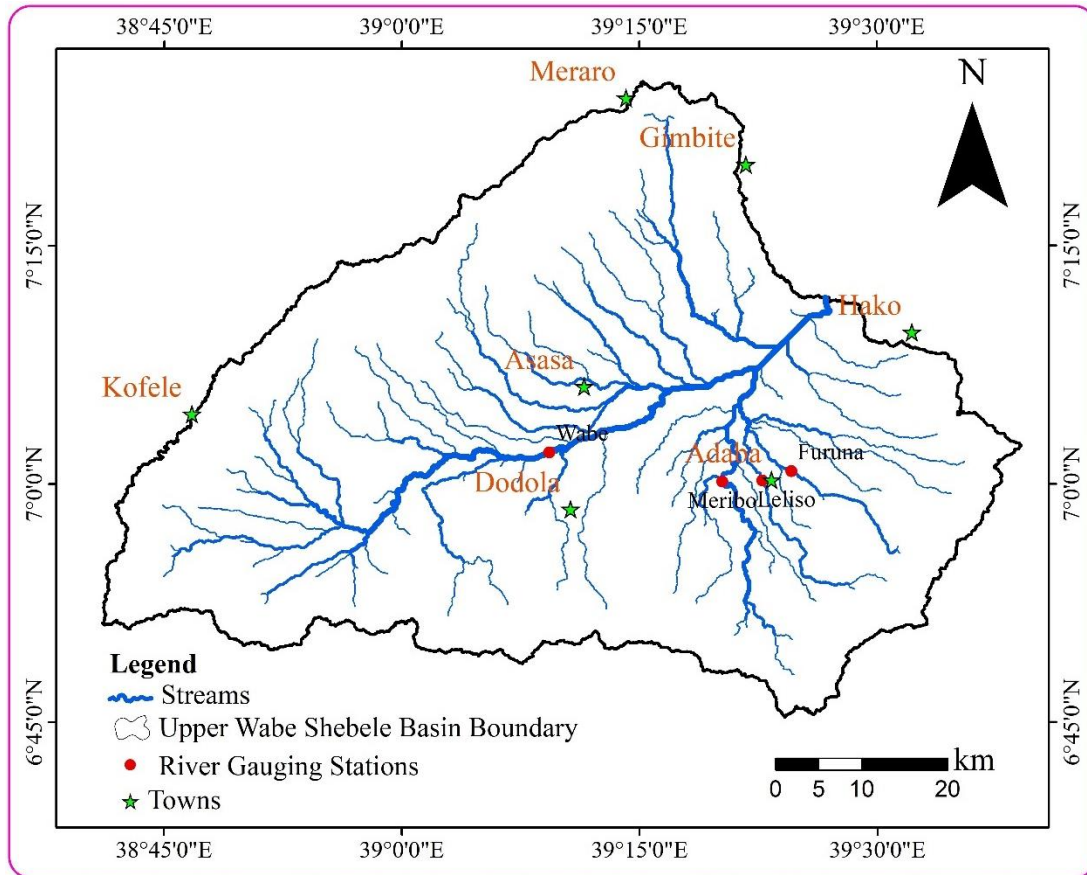 38°45'0"E 39°0'0"E 39°15'0"E 39°30'0"E
Meraro
N
Gimbite
7°15'0"N 7°15'0"N
Hako
Asasa
Kofele
Wabe
Adaba Furuna
Dodola
7°0'0"N 7°0'0"N
Meribo Leliso
Legend
Streams
Upper Wabe Shebele Basin Boundary
River Gauging Stations
Towns
6°45'0"N 6°45'0"N
km
0 5 10 20
38°45'0"E 39°0'0"E 39°15'0"E 39°30'0"E